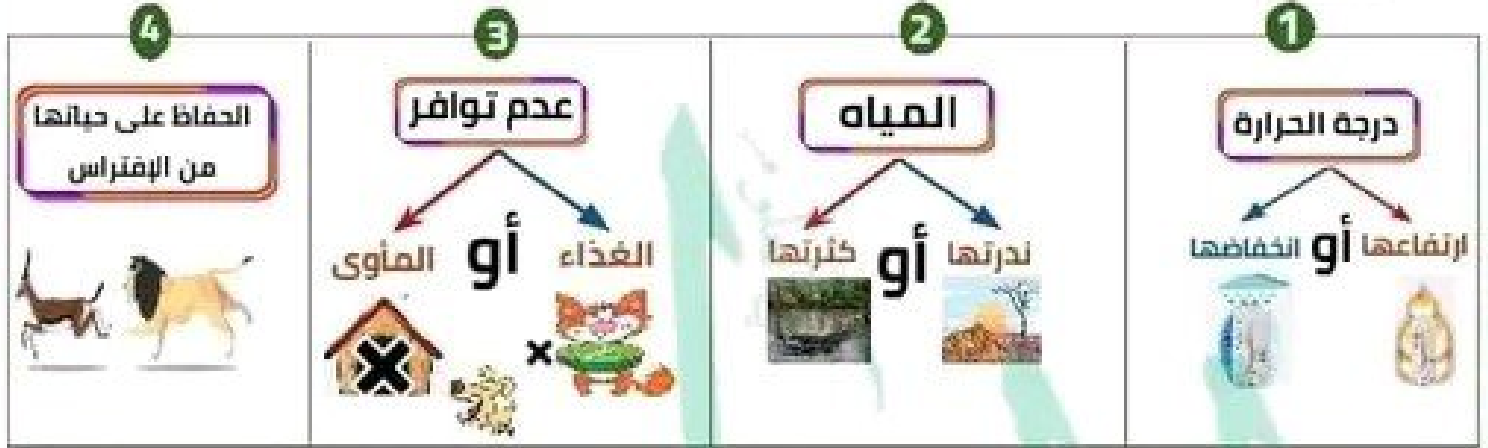 1
درجة الحرارة
ارتفاعها أو انخفاضها
2
المياه
ندرتها أو كثرتها
3
عدم توافر
الغذاء أو المأوى
4
الحفاظ على حياتها
من الإفتراس